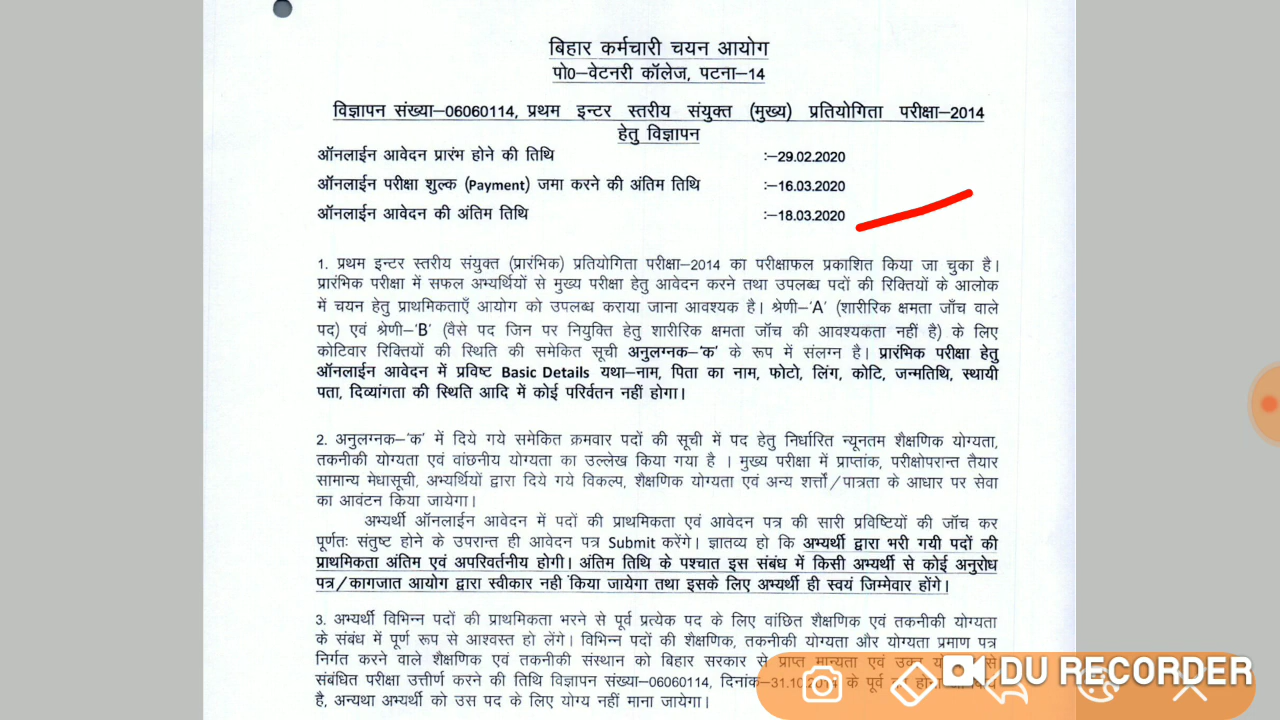 बिहार कर्मचारी चयन आयोग
पो0–वेटनरी कॉलेज, पटना–14
विज्ञापन संख्या–06060114, प्रथम इन्टर स्तरीय संयुक्त (मुख्य) प्रतियोगिता परीक्षा–2014
हेतु विज्ञापन
ऑनलाईन आवेदन प्रारंभ होने की तिथि :–29.02.2020
ऑनलाईन परीक्षा शुल्क (Payment) जमा करने की अंतिम तिथि :–16.03.2020
ऑनलाईन आवेदन की अंतिम तिथि :–18.03.2020
1. प्रथम इन्टर स्तरीय संयुक्त (प्रारंभिक) प्रतियोगिता परीक्षा–2014 का परीक्षाफल प्रकाशित किया जा चुका है।
प्रारंभिक परीक्षा में सफल अभ्यर्थियों से मुख्य परीक्षा हेतु आवेदन करने तथा उपलब्ध पदों की रिक्तियों के आलोक
में चयन हेतु प्राथमिकताएँ आयोग को उपलब्ध कराया जाना आवश्यक है। श्रेणी–'A' (शारीरिक क्षमता जाँच वाले
पद) एवं श्रेणी–'B' (वैसे पद जिन पर नियुक्ति हेतु शारीरिक क्षमता जॉच की आवश्यकता नहीं है) के लिए
कोटिवार रिक्तियों की स्थिति की समेकित सूची अनुलग्नक–'क' के रूप में संलग्न है। प्रारंभिक परीक्षा हेतु
ऑनलाईन आवेदन में प्रविष्ट Basic Details यथा–नाम, पिता का नाम, फोटो, लिंग, कोटि, जन्मतिथि, स्थायी
पता, दिव्यांगता की स्थिति आदि में कोई परिर्वतन नहीं होगा।
2. अनुलग्नक–'क' में दिये गये समेकित क्रमवार पदों की सूची में पद हेतु निर्धारित न्यूनतम शैक्षणिक योग्यता,
तकनीकी योग्यता एवं वांछनीय योग्यता का उल्लेख किया गया है । मुख्य परीक्षा में प्राप्तांक, परीक्षोपरान्त तैयार
सामान्य मेधासूची, अभ्यर्थियों द्वारा दिये गये विकल्प, शैक्षणिक योग्यता एवं अन्य शर्त्तो/पात्रता के आधार पर सेवा
का आवंटन किया जायेगा।
अभ्यर्थी ऑनलाईन आवेदन में पदों की प्राथमिकता एवं आवेदन पत्र की सारी प्रविष्टियों की जॉच कर
पूर्णतः संतुष्ट होने के उपरान्त ही आवेदन पत्र Submit करेंगे। ज्ञातव्य हो कि अभ्यर्थी द्वारा भरी गयी पदों की
प्राथमिकता अंतिम एवं अपरिवर्तनीय होगी। अंतिम तिथि के पश्चात इस संबंध में किसी अभ्यर्थी से कोई अनुरोध
पत्र/कागजात आयोग द्वारा स्वीकार नही किया जायेगा तथा इसके लिए अभ्यर्थी ही स्वयं जिम्मेवार होंगे।
3. अभ्यर्थी विभिन्न पदों की प्राथमिकता भरने से पूर्व प्रत्येक पद के लिए वांछित शैक्षणिक एवं तकनीकी योग्यता
के संबंध में पूर्ण रूप से आश्वस्त हो लेंगे। विभिन्न पदों की शैक्षणिक, तकनीकी योग्यता और योग्यता प्रमाण पत्र
निर्गत करने वाले शैक्षणिक एवं तकनीकी संस्थान को बिहार सरकार से प्राप्त मान्यता एवं
संबंधित परीक्षा उत्तीर्ण करने की तिथि विज्ञापन संख्या–06060114, दिनांक–31.10.2014 के पूर्व
है, अन्यथा अभ्यर्थी को उस पद के लिए योग्य नहीं माना जायेगा।
DU RECORDER